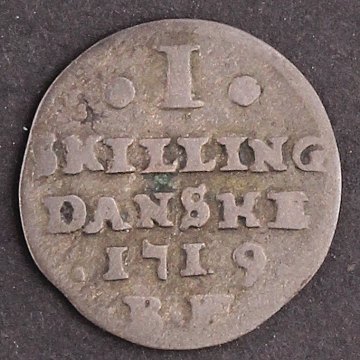 · I ·
SKILLING
DANSKE
. 1719
B.